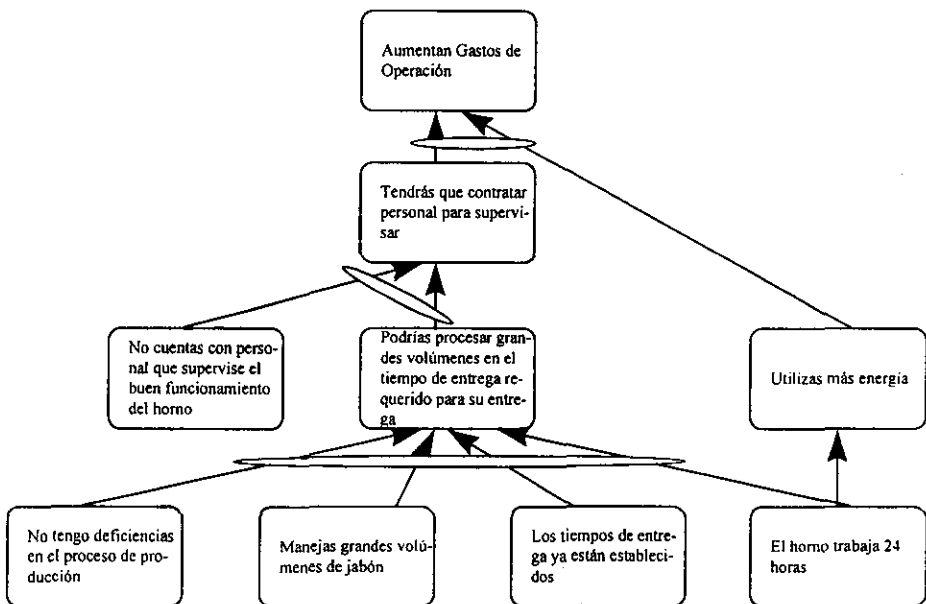 Aumentan Gastos de
Operación
Tendrás que contratar
personal para supervi-
sar
No cuentas con perso-
nal que supervise el
buen funcionamiento
del horno
Podrías procesar gran-
des volúmenes en el
tiempo de entrega re-
querido para su entre-
ga
Utilizas más energía
No tengo deficiencias
en el proceso de pro-
ducción
Manejas grandes volú-
menes de jabón
Los tiempos de entre-
ga ya están estableci-
dos
El horno trabaja 24
horas